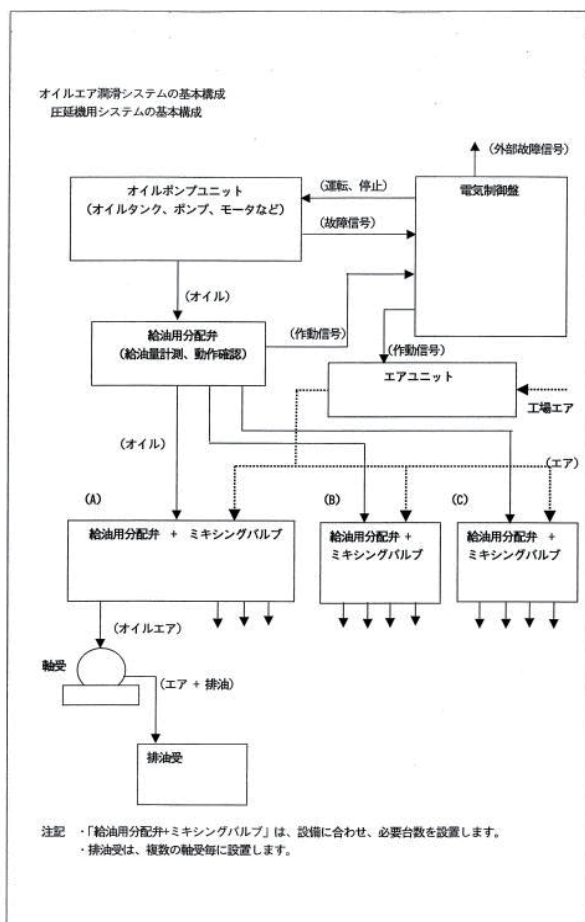 オイルエア潤滑システムの基本構成
圧延機用システムの基本構成
(外部故障信号)
オイルポンプユニット
(オイルタンク、ポンプ、モータなど)
(運転、停止)
電気制御盤
(故障信号)
(オイル)
給油用分配弁
(給油量計測、動作確認)
(作動信号)
(作動信号)
エアユニット
工場エア
(オイル)
(エア)
(A)
(B)
(C)
給油用分配弁 + ミキシングバルブ
給油用分配弁 +
ミキシングバルブ
給油用分配弁 +
ミキシングバルブ
(オイルエア)
軸受
(エア + 排油)
排油受
注記 ・「給油用分配弁+ミキシングバルブ」は、設備に合わせ、必要台数を設置します。
・排油受は、複数の軸受毎に設置します。